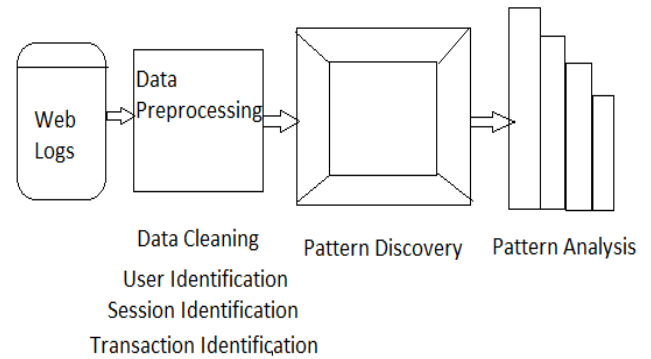 Web
Logs
Data
Preprocessing
Data Cleaning
User Identification
Session Identification
Transaction Identification
Pattern Discovery
Pattern Analysis